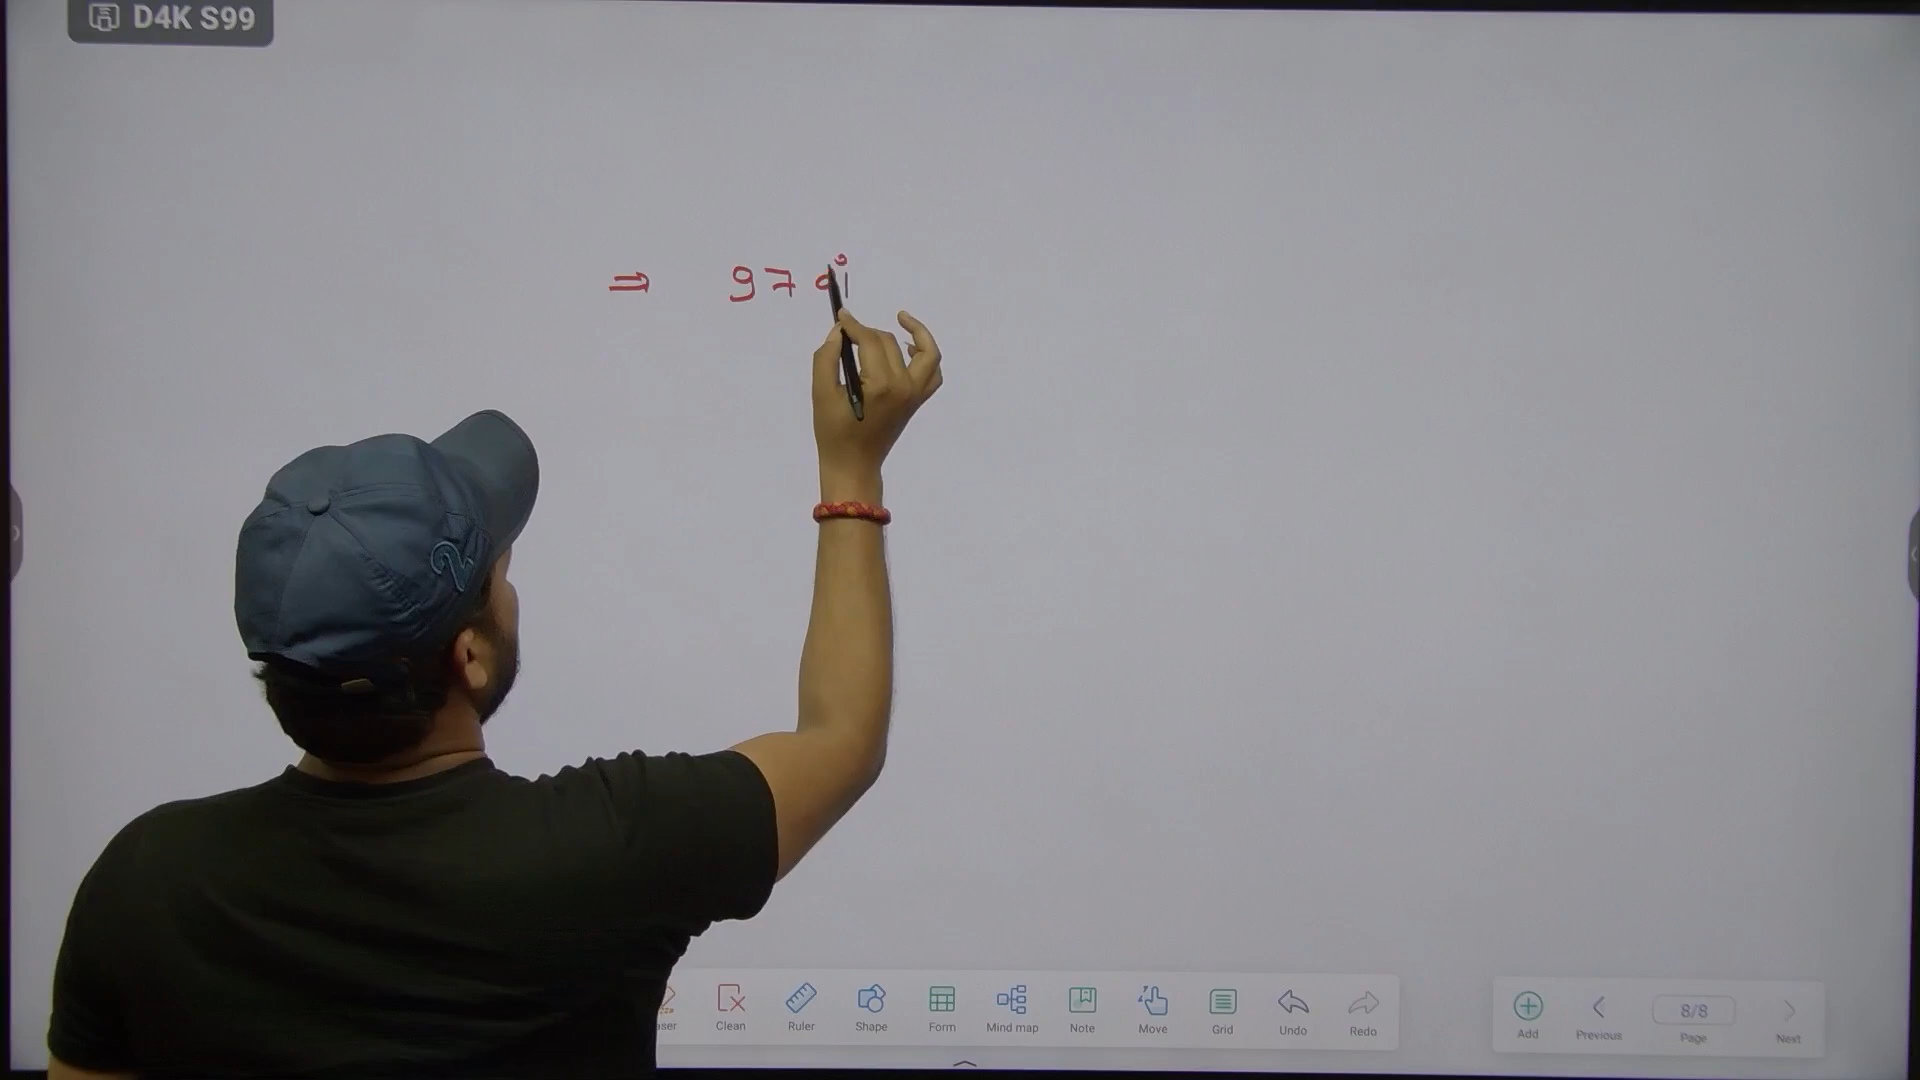 D4K S99
⇒ 97
Clean Ruler Shape Form Mind map Note Move Grid Undo Redo Add Previous 8/8 Page Next
2